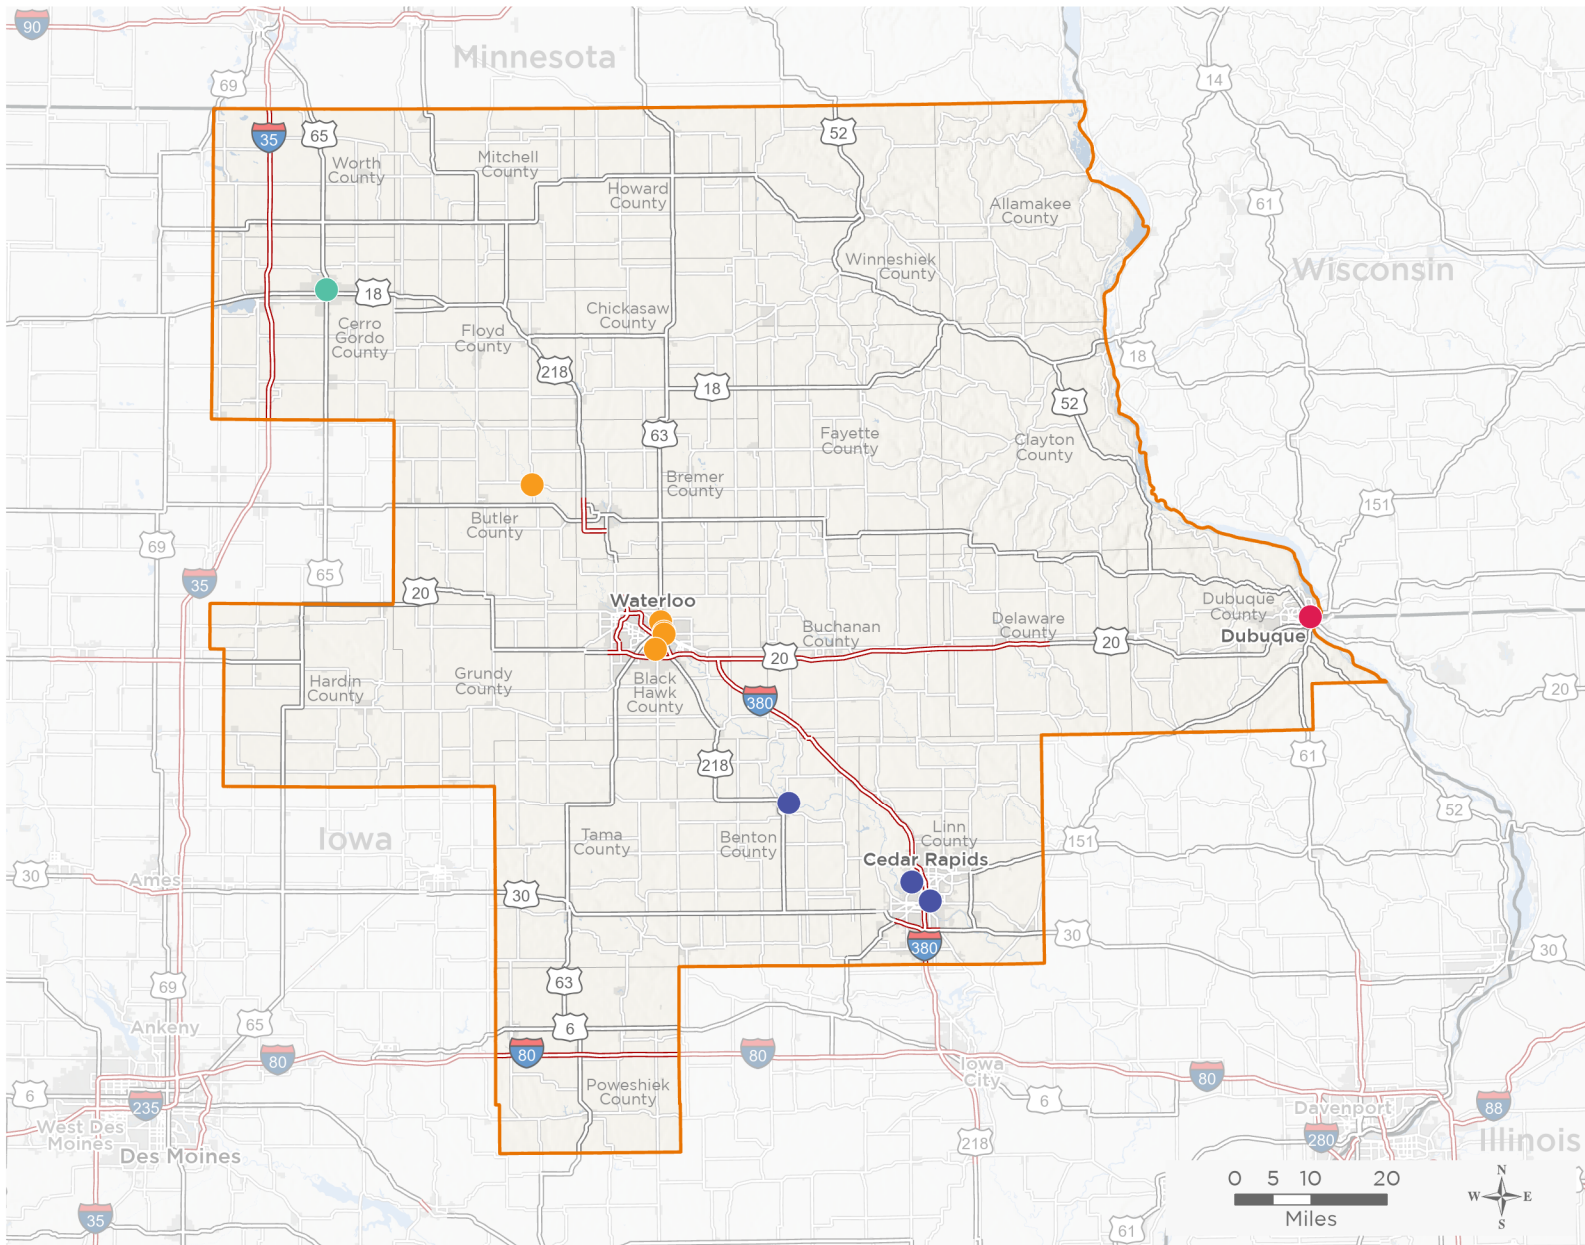 90
Minnesota
69
14
35
65
52
Worth
County
Mitchell
County
Howard
County
Allamakee
County
61
Winneshiek
County
Wisconsin
18
Chickasaw
County
Cerro
Gordo
County
Floyd
County
218
18
18
52
63
Fayette
County
Clayton
County
Bremer
County
151
Butler
County
69
35
65
20
Waterloo
Dubuque
County
Dubuque
Buchanan
County
Delaware
County
20
20
Hardin
County
Grundy
County
Black
Hawk
County
380
20
218
61
52
Iowa
Tama
County
Benton
County
Linn
County
Cedar Rapids
151
30
Ames
30
380
30
30
69
63
Ankeny
65
6
80
80
80
Iowa
City
80
6
235
Poweshiek
County
6
Davenport
88
West Des
Moines
Des Moines
218
280
Illinois
35
61
0 5 10 20
Miles
N
W E
S